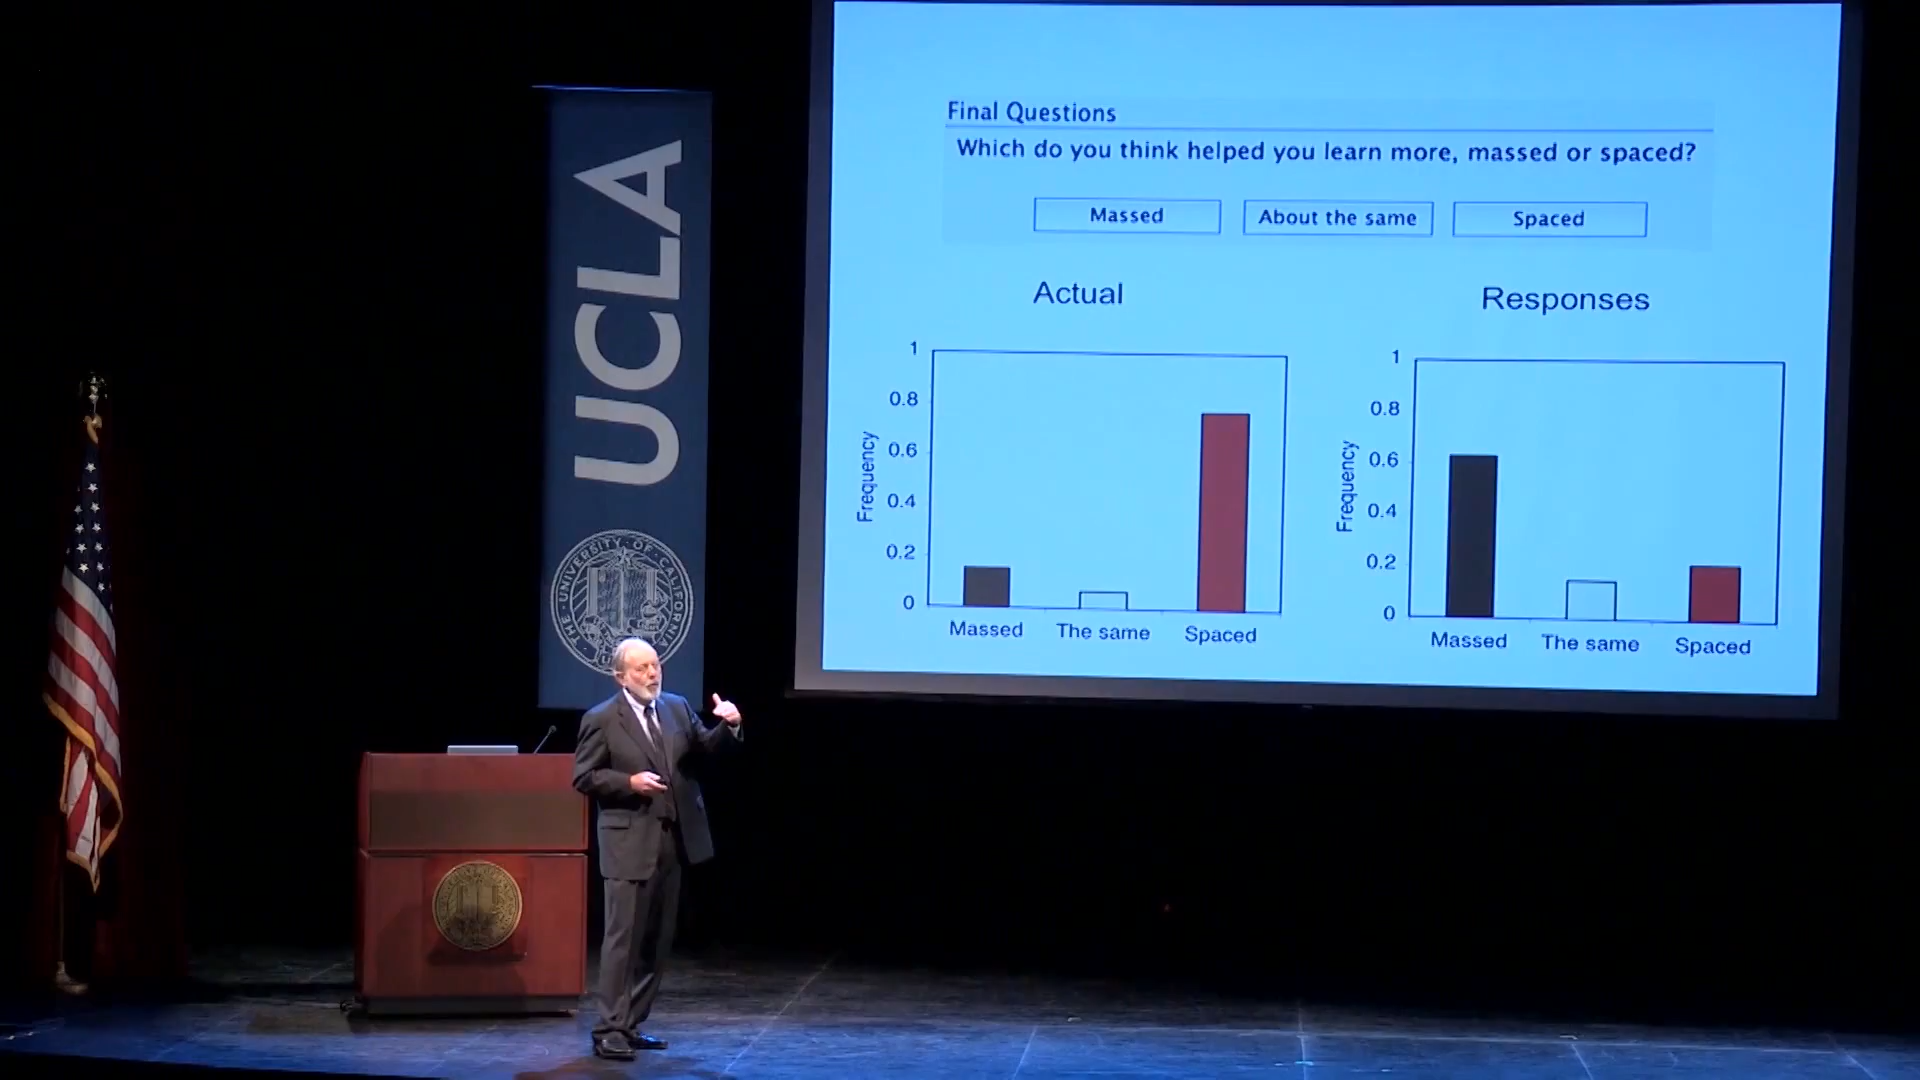 UCLA
THE · UNIVERSITY · OF · CALIFORNIA
Final Questions
Which do you think helped you learn more, massed or spaced?
Massed
About the same
Spaced
Actual
Frequency
1
0.8
0.6
0.4
0.2
0
Massed
The same
Spaced
Responses
Frequency
1
0.8
0.6
0.4
0.2
0
Massed
The same
Spaced